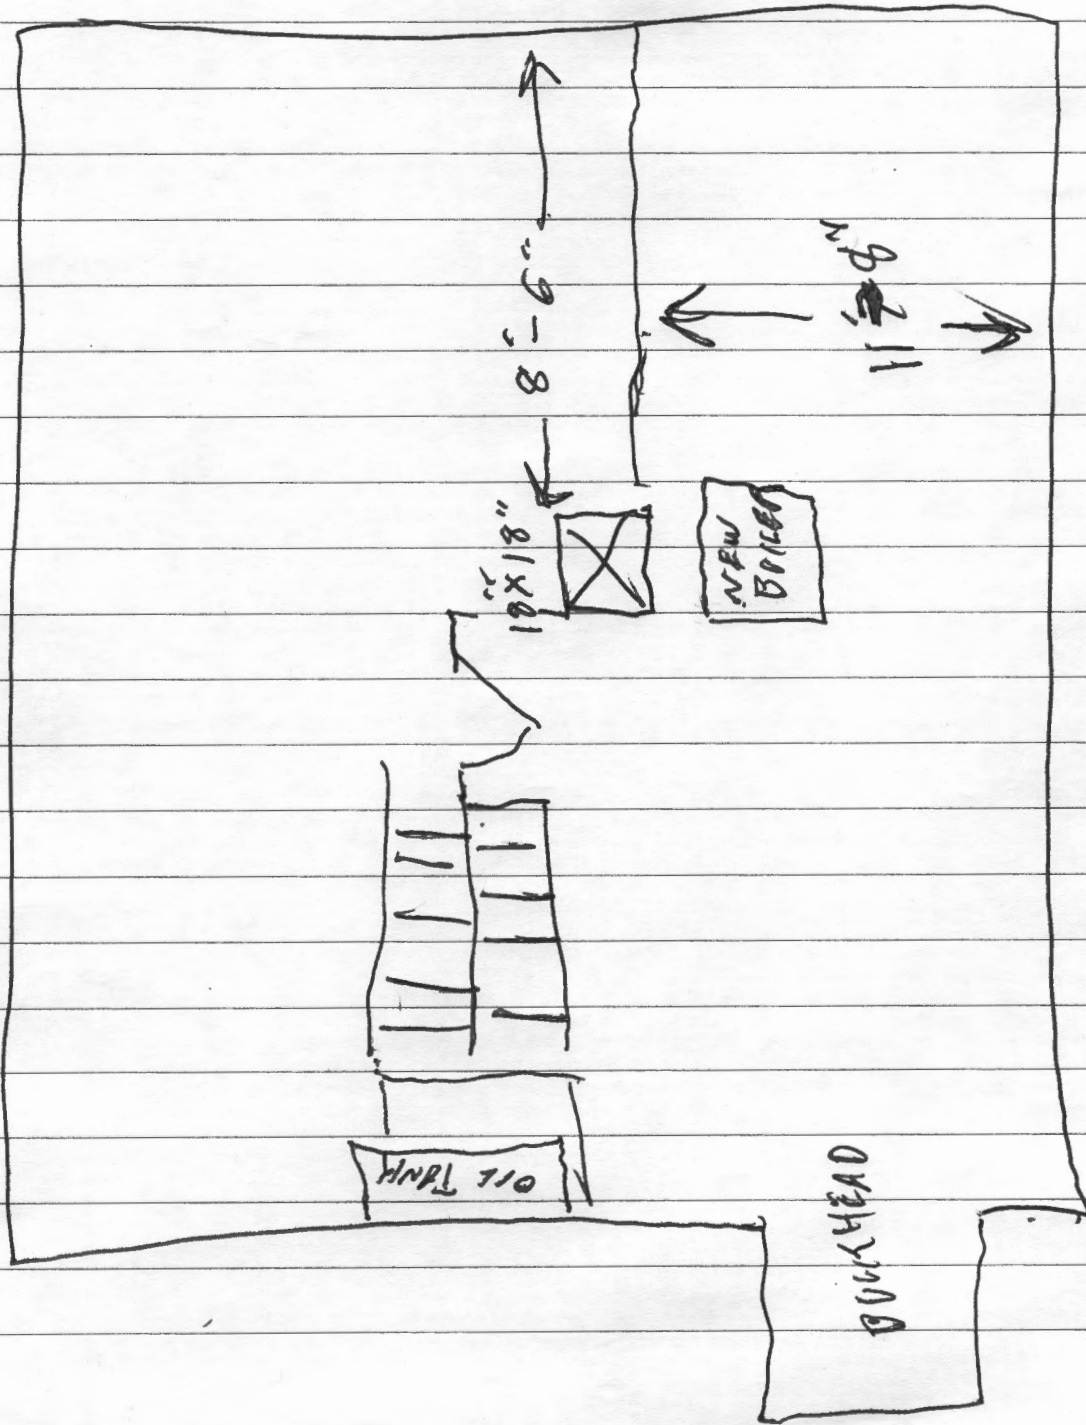 8'-6"
11'-8"
18"X18"
NEW
BOILER
OIL TANK
BULKHEAD